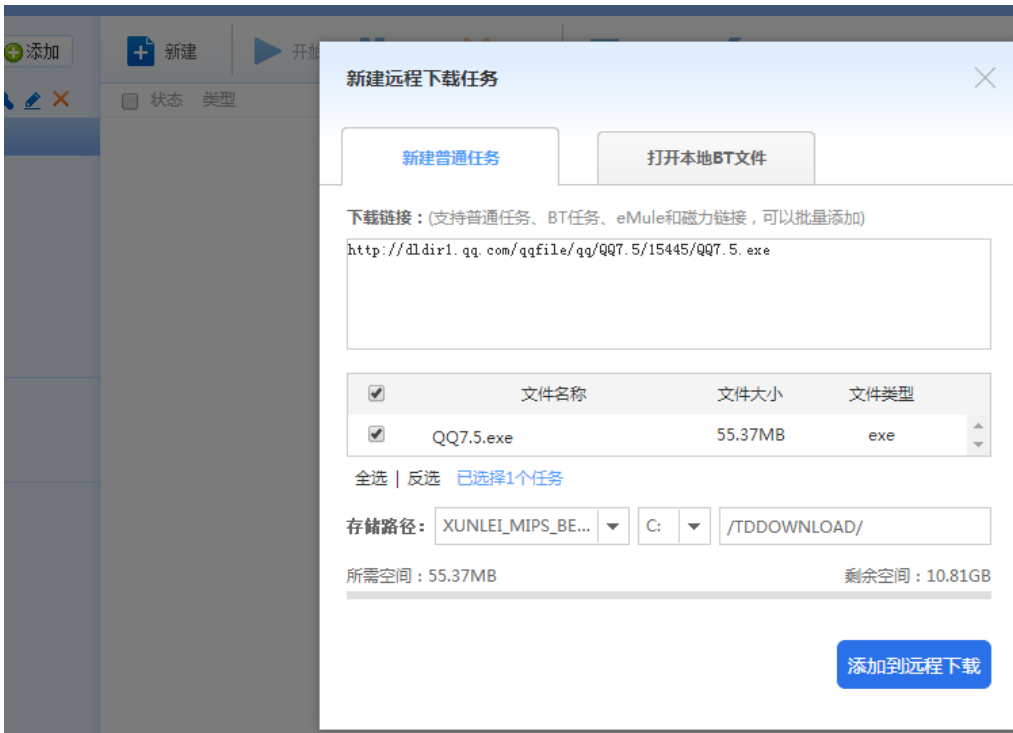 添加
新建
开始
状态 类型
新建远程下载任务
新建普通任务 打开本地BT文件
下载链接：(支持普通任务、BT任务、eMule和磁力链接，可以批量添加)
http://dldir1.qq.com/qqfile/qq/QQ7.5/15445/QQ7.5.exe
文件名称 文件大小 文件类型
QQ7.5.exe 55.37MB exe
全选 | 反选 已选择1个任务
存储路径： XUNLEI_MIPS_BE... C: /TDDOWNLOAD/
所需空间：55.37MB 剩余空间：10.81GB
添加到远程下载